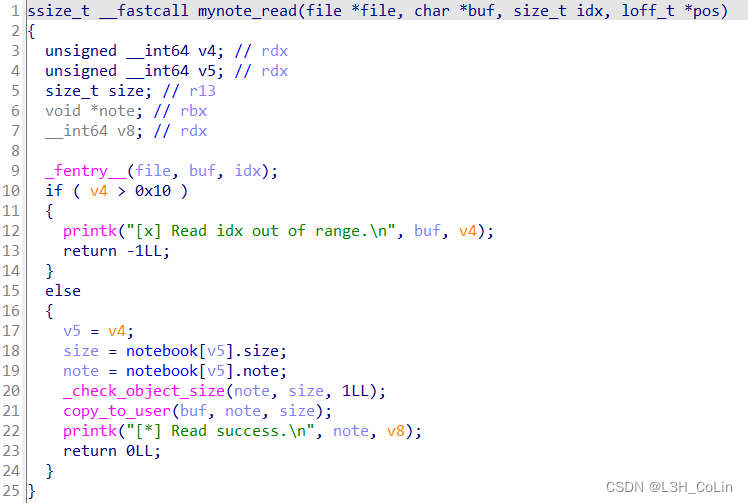 1 ssize_t __fastcall mynote_read(file *file, char *buf, size_t idx, loff_t *pos)
2 {
3 unsigned __int64 v4; // rdx
4 unsigned __int64 v5; // rdx
5 size_t size; // r13
6 void *note; // rbx
7 __int64 v8; // rdx
8
9 _fentry__(file, buf, idx);
10 if ( v4 > 0x10 )
11 {
12 printk("[x] Read idx out of range.\n", buf, v4);
13 return -1LL;
14 }
15 else
16 {
17 v5 = v4;
18 size = notebook[v5].size;
19 note = notebook[v5].note;
20 _check_object_size(note, size, 1LL);
21 copy_to_user(buf, note, size);
22 printk("[*] Read success.\n", note, v8);
23 return 0LL;
24 }
25 }
CSDN @L3H_CoLin